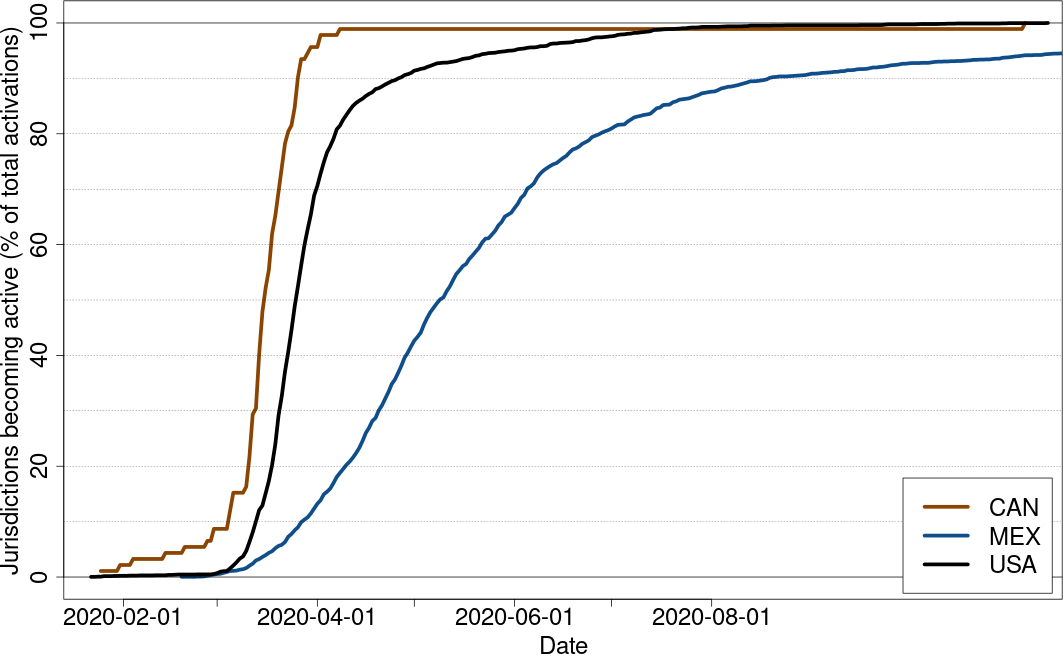 Jurisdictions becoming active (% of total activations)
100
80
60
40
20
0
CAN
MEX
USA
2020-02-01 2020-04-01 2020-06-01 2020-08-01
Date